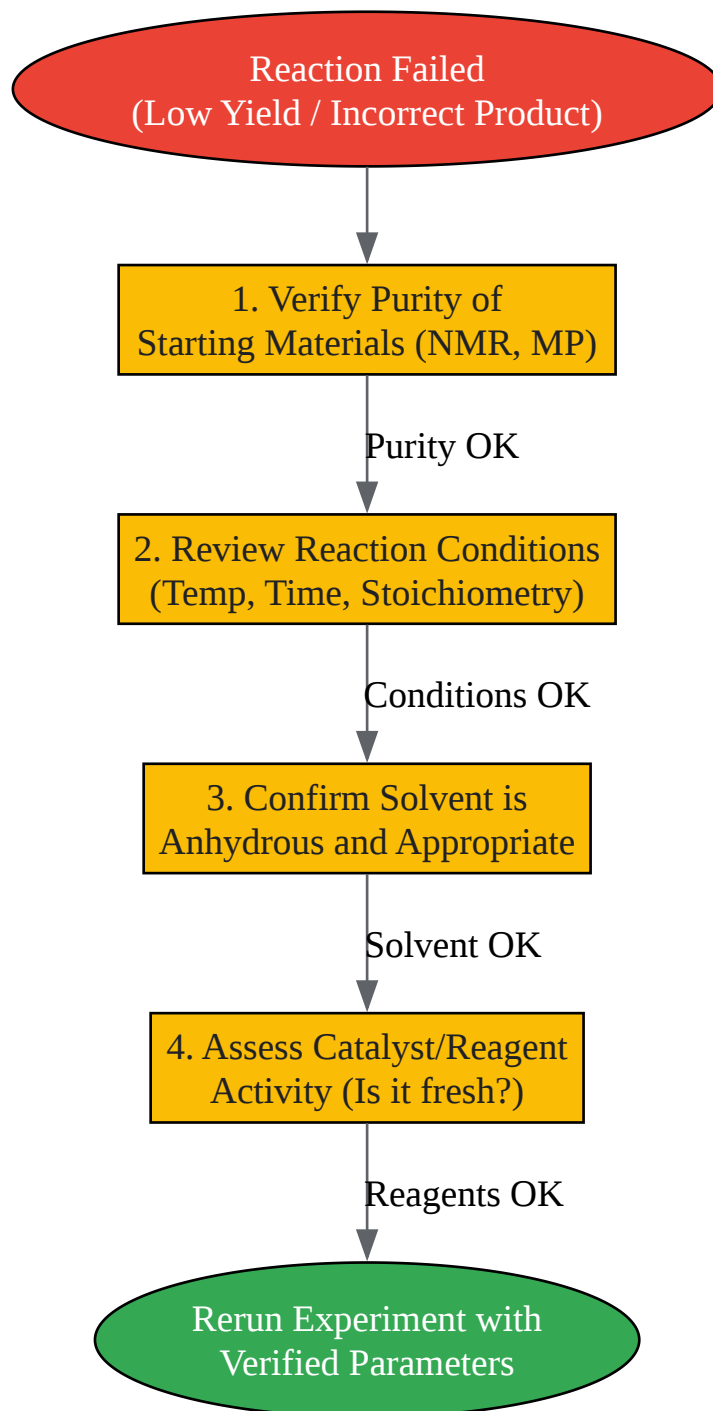 Reaction Failed
(Low Yield / Incorrect Product)
1. Verify Purity of
Starting Materials (NMR, MP)
Purity OK
2. Review Reaction Conditions
(Temp, Time, Stoichiometry)
Conditions OK
3. Confirm Solvent is
Anhydrous and Appropriate
Solvent OK
4. Assess Catalyst/Reagent
Activity (Is it fresh?)
Reagents OK
Rerun Experiment with
Verified Parameters